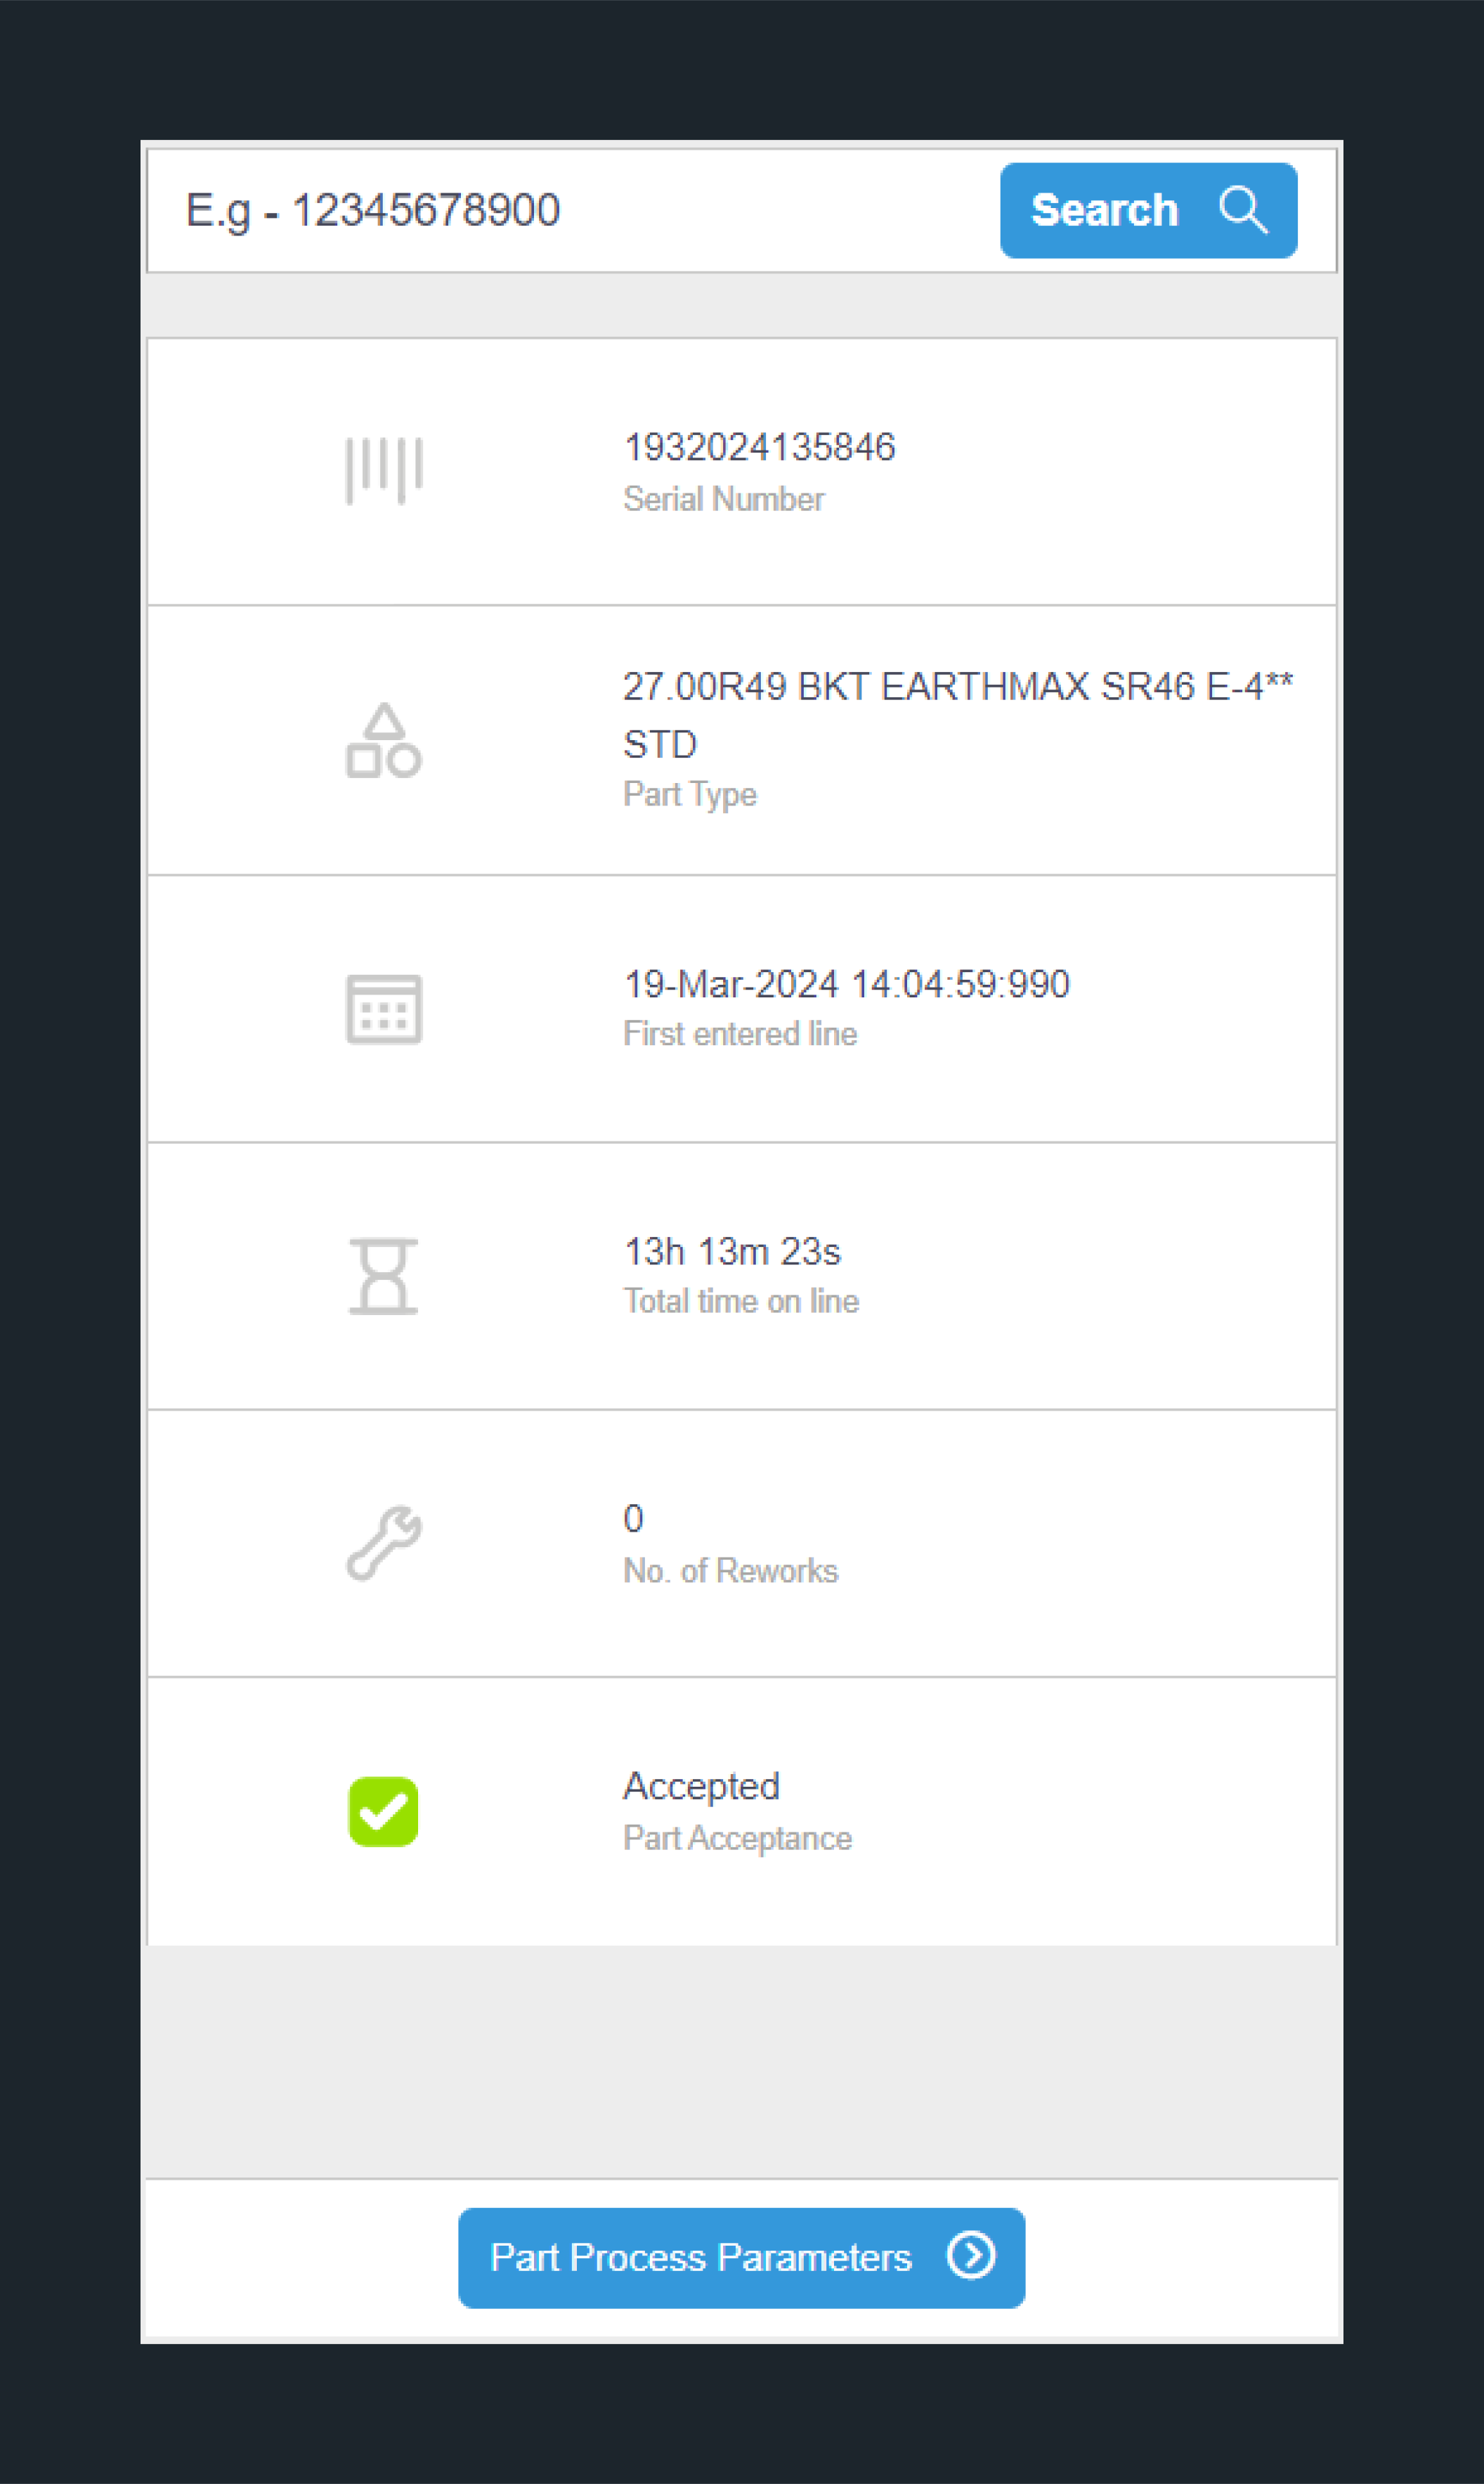 E.g - 12345678900
Search
1932024135846
Serial Number
27.00R49 BKT EARTHMAX SR46 E-4**
STD
Part Type
19-Mar-2024 14:04:59:990
First entered line
13h 13m 23s
Total time on line
0
No. of Reworks
Accepted
Part Acceptance
Part Process Parameters